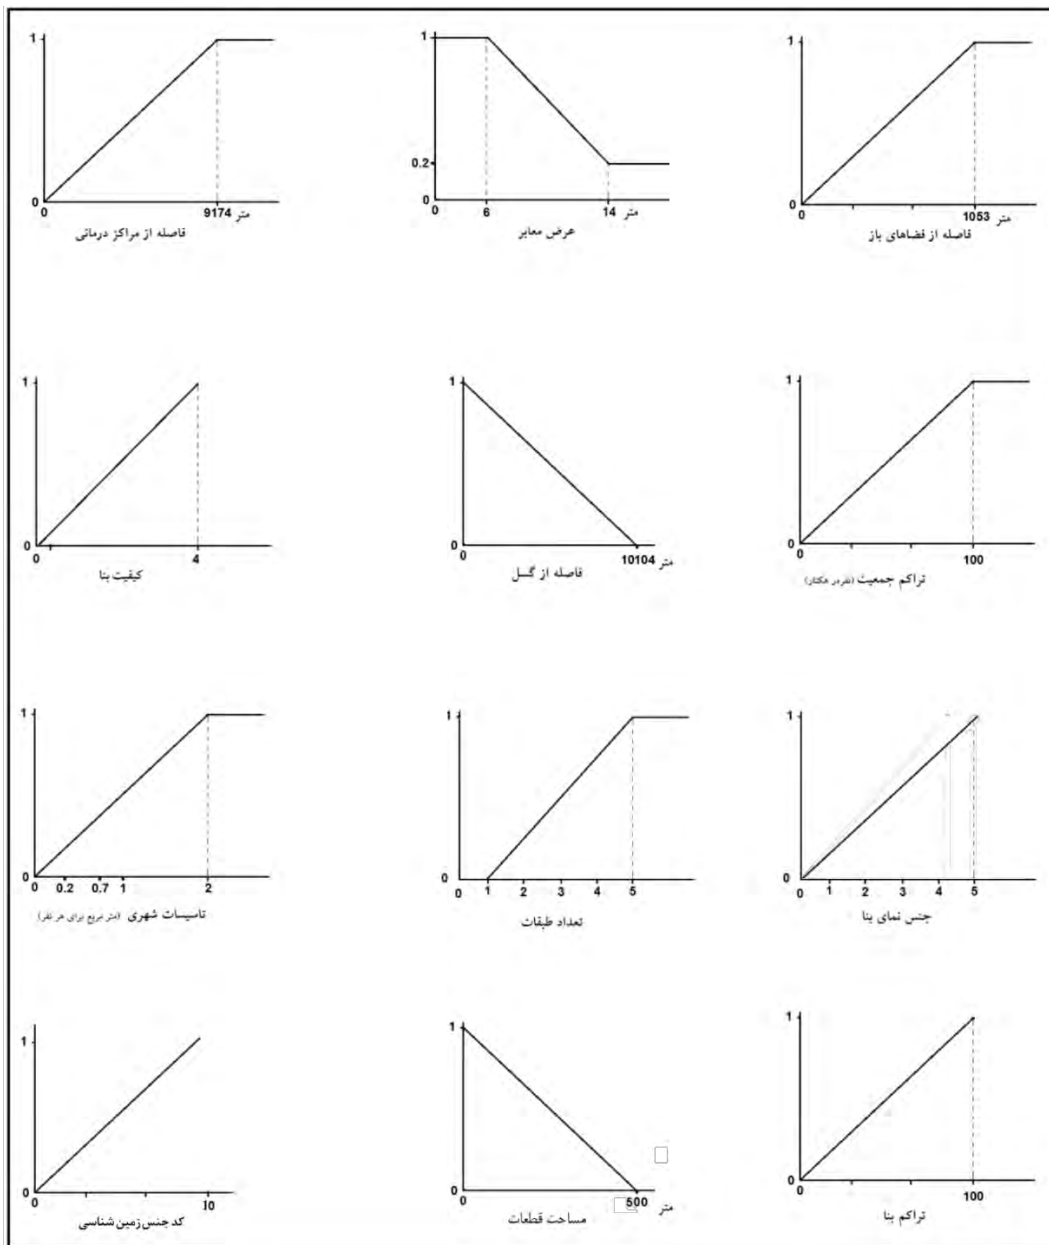 1
0
0
1053 متر
فاصله از فضاهای باز
1
0.2
0
0 6 14 متر
عرض معابر
1
0
0
9174 متر
فاصله از مراکز درمانی
1
0
0 100
تراکم جمعیت (نفردر هکتار)
1
0
0 10104 متر
فاصله از گسل
1
0
0 4
کیفیت بنا
1
0
0 1 2 3 4 5
جنس نمای بنا
1
0
0 1 2 3 4 5
تعداد طبقات
1
0
0 0.2 0.7 1 2
تاسیسات شهری (متر مربع برای هر نفر)
1
0
0 100
تراکم بنا
1
0
0 500 متر
مساحت قطعات
1
0
0 10
کد جنس زمین شناسی